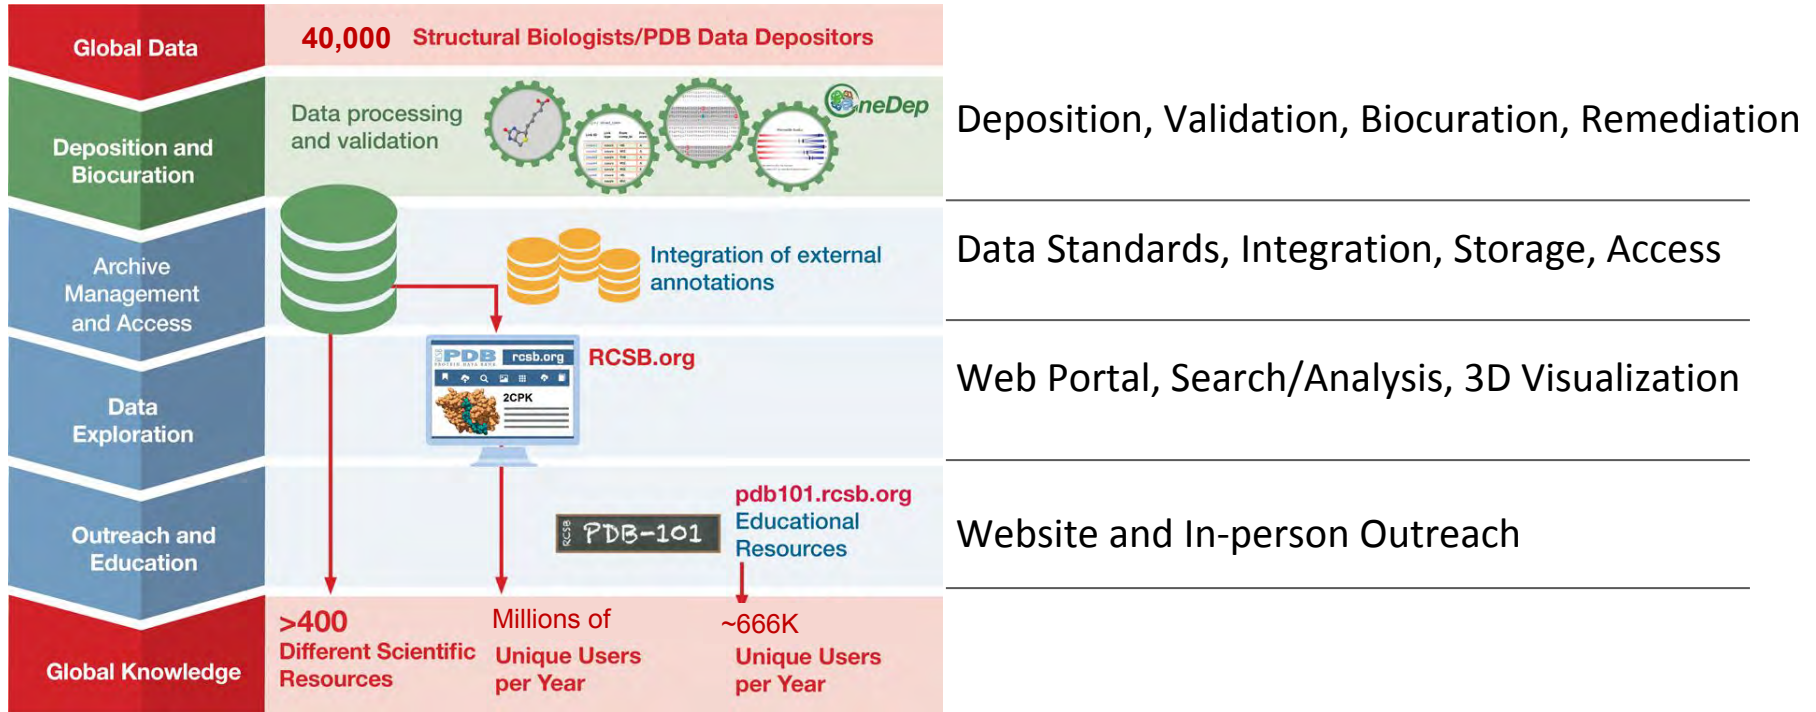 Global Data
40,000 Structural Biologists/PDB Data Depositors
Deposition and
Biocuration
Data processing
and validation
OneDep
Deposition, Validation, Biocuration, Remediation
Archive
Management
and Access
Integration of external
annotations
Data Standards, Integration, Storage, Access
Data
Exploration
RCSB PDB rcsb.org
PROTEIN DATA BANK
2CPK
RCSB.org
Web Portal, Search/Analysis, 3D Visualization
Outreach and
Education
RCSB PDB-101
pdb101.rcsb.org
Educational
Resources
Website and In-person Outreach
Global Knowledge
>400
Different Scientific
Resources
Millions of
Unique Users
per Year
~666K
Unique Users
per Year